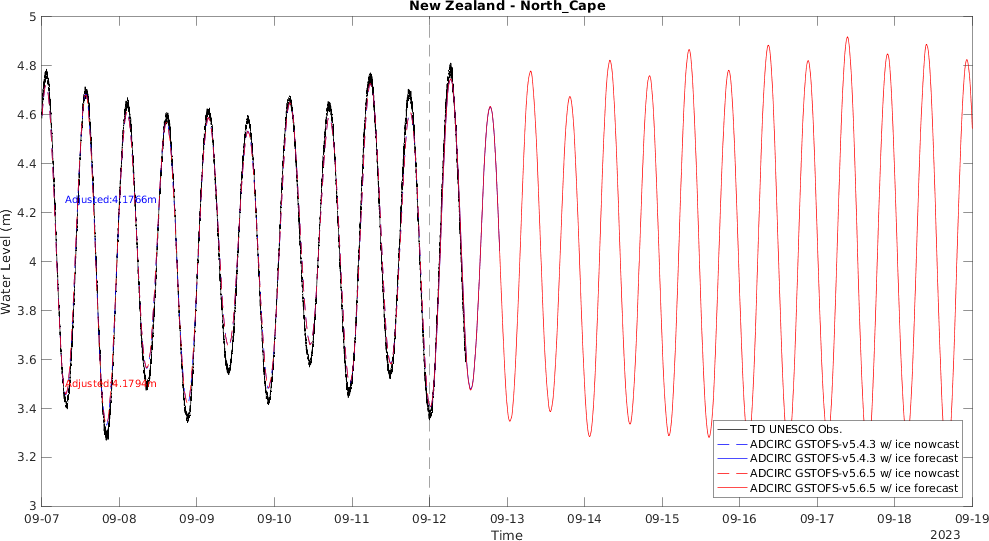 New Zealand - North_Cape
5
4.8
4.6
4.4
4.2
4
3.8
3.6
3.4
3.2
3
Water Level (m)
Adjusted:4.1766m
Adjusted:4.1794m
TD UNESCO Obs.
ADCIRC GSTOFS-v5.4.3 w/ ice nowcast
ADCIRC GSTOFS-v5.4.3 w/ ice forecast
ADCIRC GSTOFS-v5.6.5 w/ ice nowcast
ADCIRC GSTOFS-v5.6.5 w/ ice forecast
09-07 09-08 09-09 09-10 09-11 09-12 09-13 09-14 09-15 09-16 09-17 09-18 09-19
Time
2023